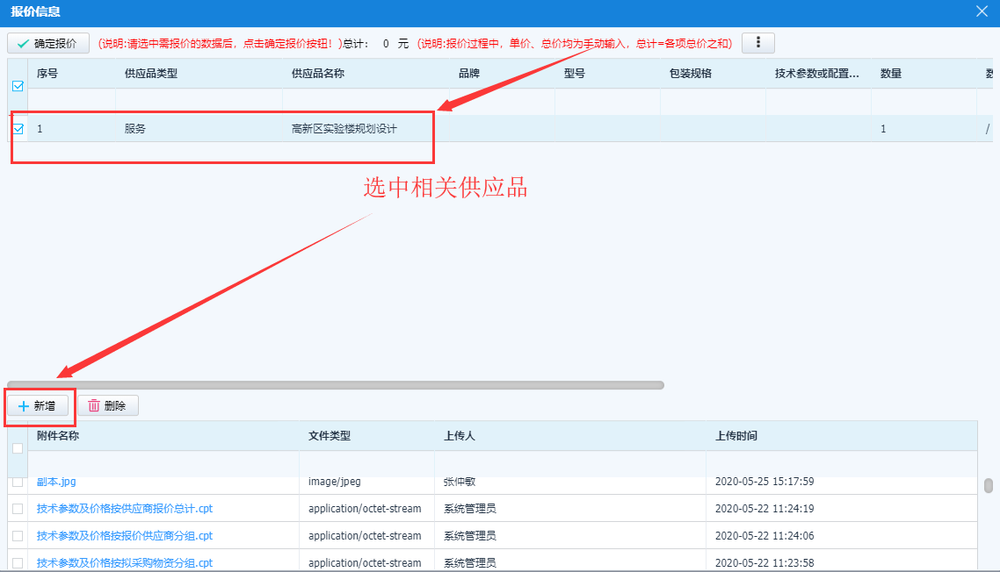 报价信息
确定报价 (说明:请选中需报价的数据后，点击确定报价按钮！)总计： 0 元 (说明:报价过程中，单价、总价均为手动输入，总计=各项总价之和)
序号 供应品类型 供应品名称 品牌 型号 包装规格 技术参数或配置... 数量
1 服务 高新区实验楼规划设计 1 /
选中相关供应品
新增 删除
附件名称 文件类型 上传人 上传时间
副本.jpg image/jpeg 张仲敏 2020-05-25 15:17:59
技术参数及价格按供应商报价总计.cpt application/octet-stream 系统管理员 2020-05-22 11:24:19
技术参数及价格按报价供应商分组.cpt application/octet-stream 系统管理员 2020-05-22 11:24:06
技术参数及价格按拟采购物资分组.cpt application/octet-stream 系统管理员 2020-05-22 11:23:58